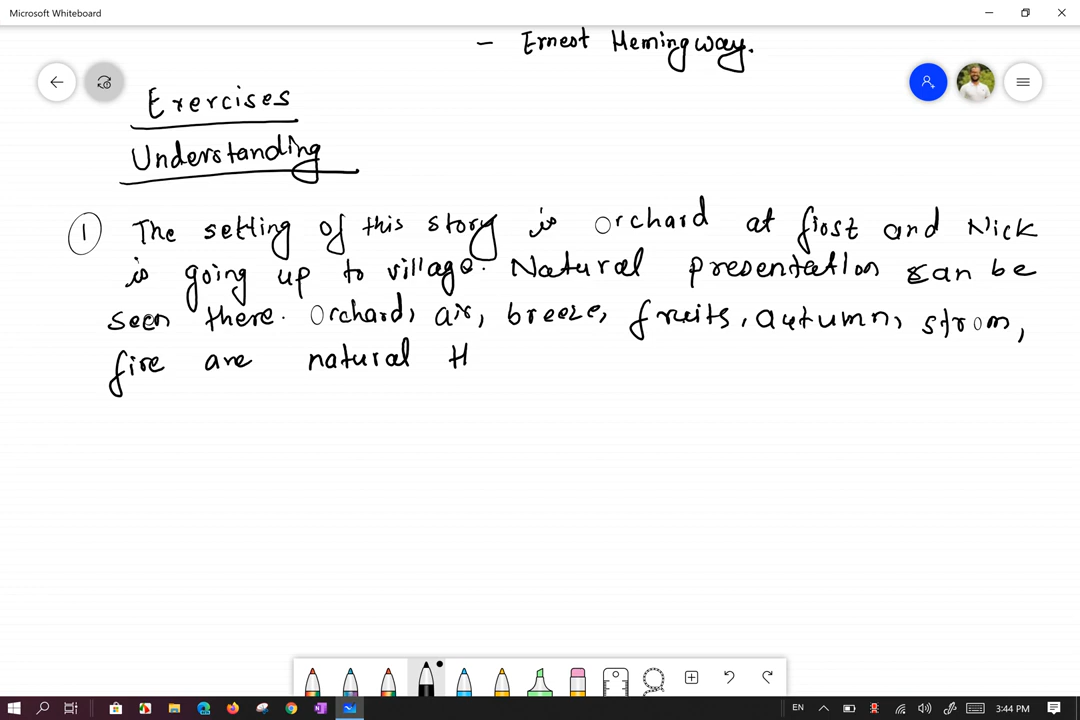 Microsoft Whiteboard
- Ernest Hemingway.
Exercises
Understanding
1 The setting of this story is orchard at first and Nick
is going up to village. Natural presentation can be
seen there. Orchard, air, breeze, fruits, autumn, strom,
fire are natural H
EN 3:44 PM